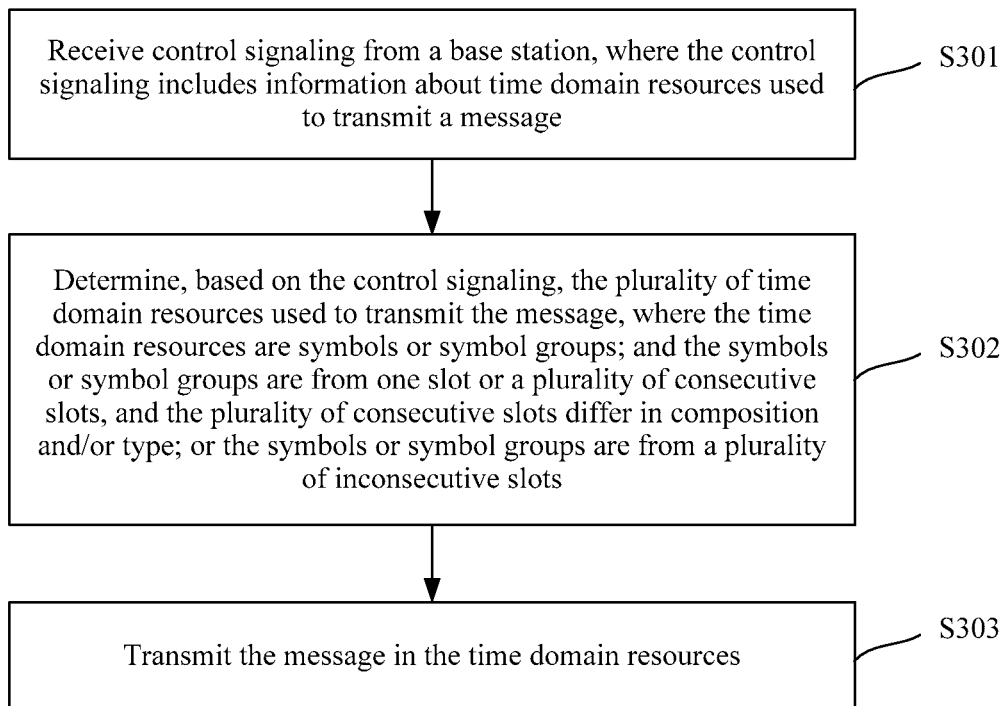 Receive control signaling from a base station, where the control
signaling includes information about time domain resources used
to transmit a message
S301
Determine, based on the control signaling, the plurality of time
domain resources used to transmit the message, where the time
domain resources are symbols or symbol groups; and the symbols
or symbol groups are from one slot or a plurality of consecutive
slots, and the plurality of consecutive slots differ in composition
and/or type; or the symbols or symbol groups are from a plurality
of inconsecutive slots
S302
Transmit the message in the time domain resources
S303